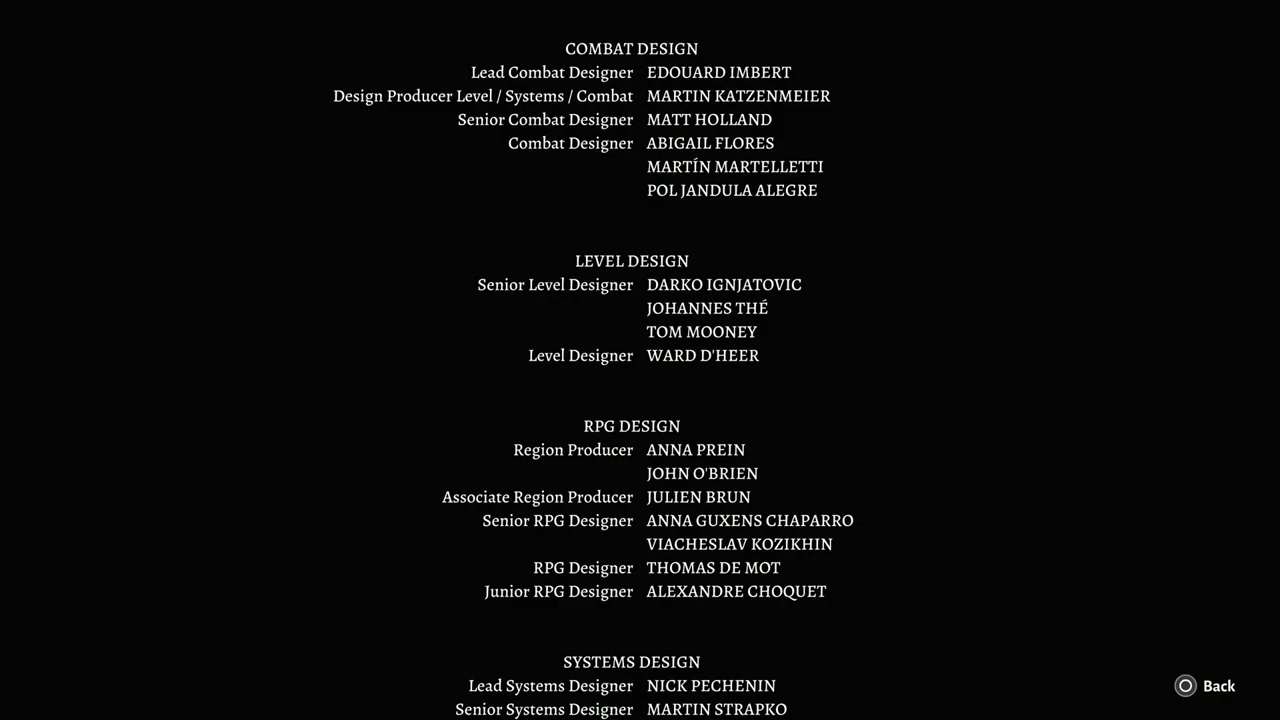 COMBAT DESIGN
Lead Combat Designer EDOUARD IMBERT
Design Producer Level / Systems / Combat MARTIN KATZENMEIER
Senior Combat Designer MATT HOLLAND
Combat Designer ABIGAIL FLORES
MARTÍN MARTELLETTI
POL JANDULA ALEGRE
LEVEL DESIGN
Senior Level Designer DARKO IGNJATOVIC
JOHANNES THÉ
TOM MOONEY
Level Designer WARD D'HEER
RPG DESIGN
Region Producer ANNA PREIN
JOHN O'BRIEN
Associate Region Producer JULIEN BRUN
Senior RPG Designer ANNA GUXENS CHAPARRO
VIACHESLAV KOZIKHIN
RPG Designer THOMAS DE MOT
Junior RPG Designer ALEXANDRE CHOQUET
SYSTEMS DESIGN
Lead Systems Designer NICK PECHENIN
Back
Senior Systems Designer MARTIN STRAPKO